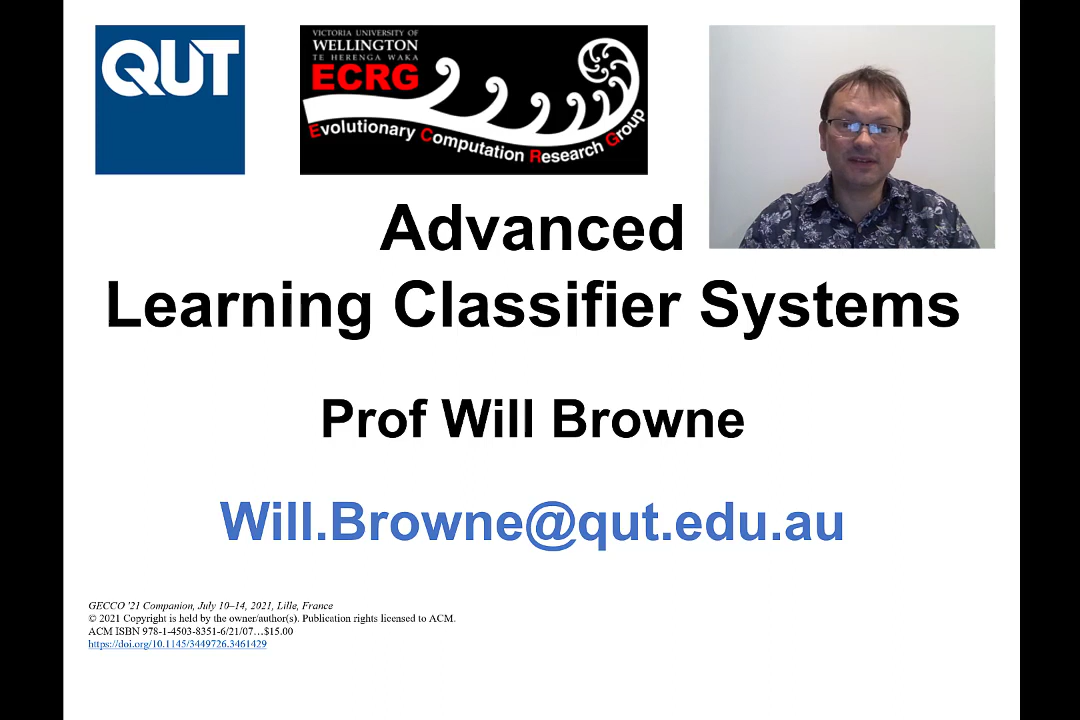 QUT
VICTORIA UNIVERSITY OF
WELLINGTON
TE HERENGA WAKA
ECRG
Evolutionary Computation Research Group
Advanced
Learning Classifier Systems
Prof Will Browne
Will.Browne@qut.edu.au
GECCO '21 Companion, July 10–14, 2021, Lille, France
© 2021 Copyright is held by the owner/author(s). Publication rights licensed to ACM.
ACM ISBN 978-1-4503-8351-6/21/07…$15.00
https://doi.org/10.1145/3449726.3461429